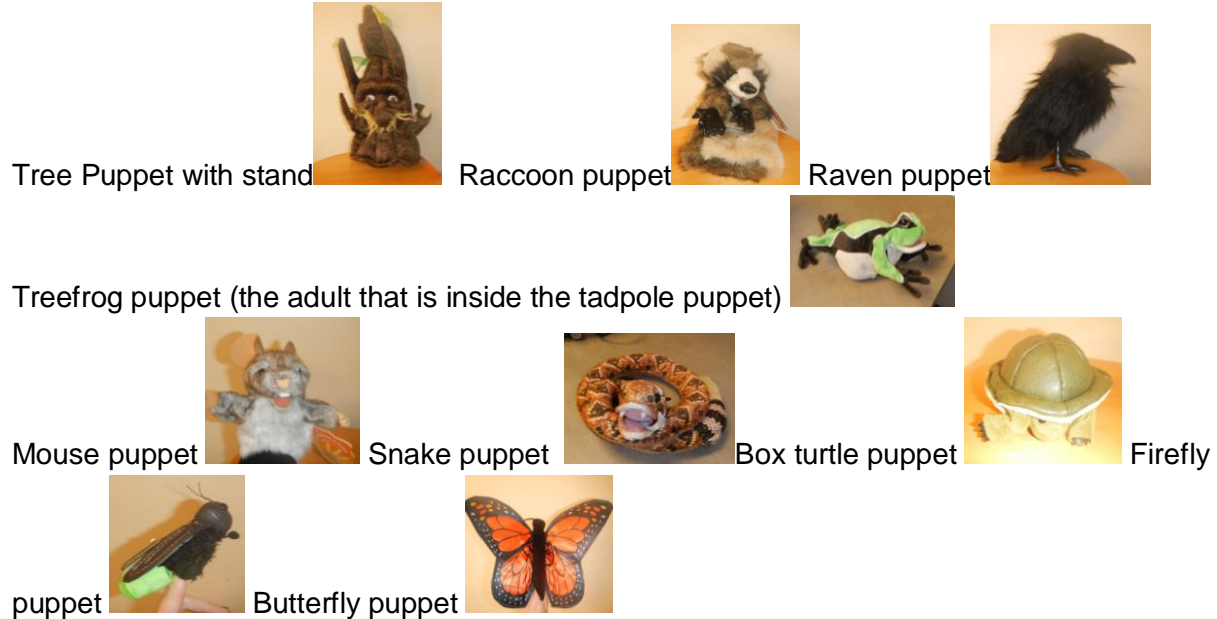 Tree Puppet with stand Raccoon puppet Raven puppet
Treefrog puppet (the adult that is inside the tadpole puppet)
Mouse puppet Snake puppet Box turtle puppet Firefly
puppet Butterfly puppet